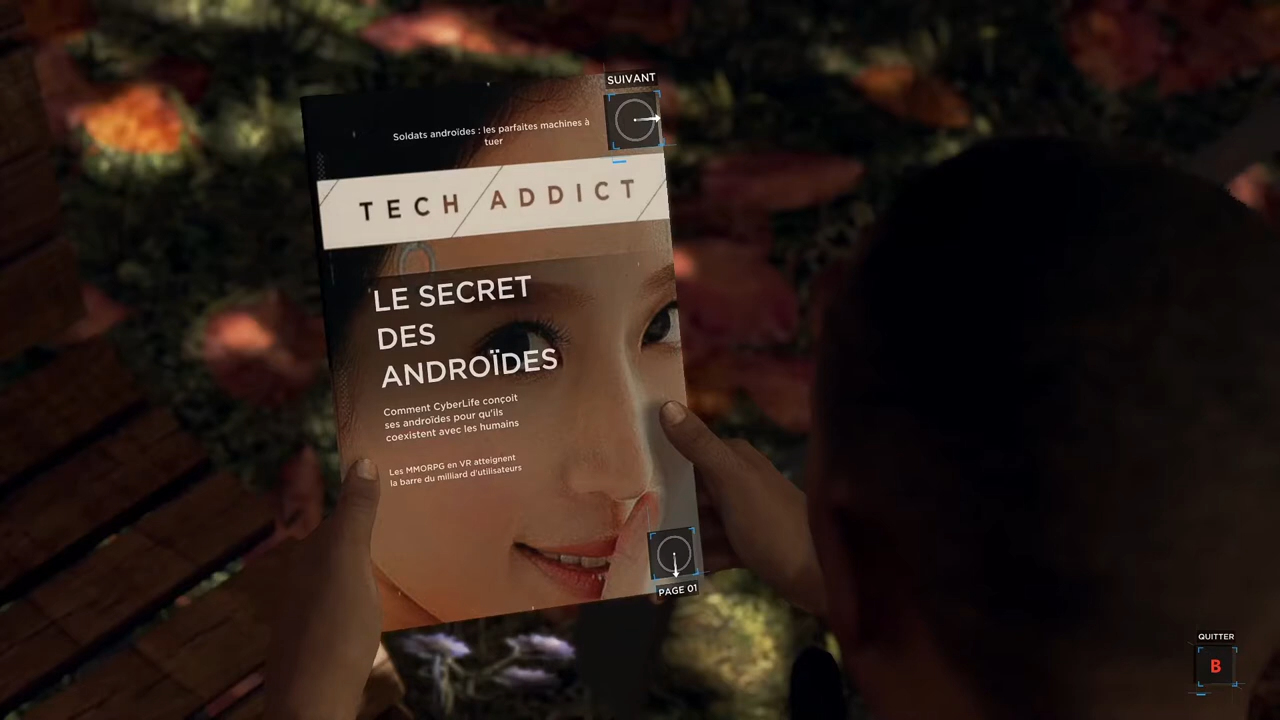 SUIVANT
Soldats androïdes : les parfaites machines à
tuer
TECH ADDICT
LE SECRET
DES
ANDROÏDES
Comment CyberLife conçoit
ses androïdes pour qu'ils
coexistent avec les humains
Les MMORPG en VR atteignent
la barre du milliard d'utilisateurs
PAGE 01
QUITTER
B